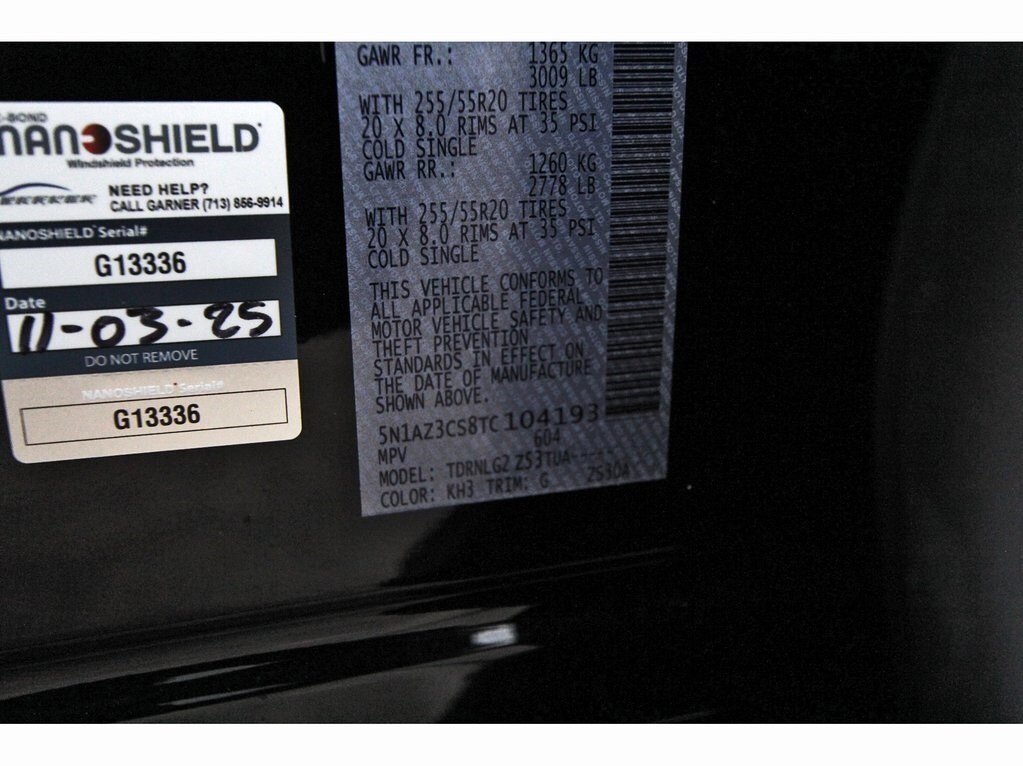 -BOND
NANOSHIELD
Windshield Protection
NEED HELP?
CALL GARNER (713) 856-9914
NANOSHIELD Serial#
G13336
Date
11-03-25
DO NOT REMOVE
NANOSHIELD Serial#
G13336
GAWR FR.: 1365 KG
3009 LB
WITH 255/55R20 TIRES
20 X 8.0 RIMS AT 35 PSI
COLD SINGLE
GAWR RR.: 1260 KG
2778 LB
WITH 255/55R20 TIRES
20 X 8.0 RIMS AT 35 PSI
COLD SINGLE
THIS VEHICLE CONFORMS TO
ALL APPLICABLE FEDERAL
MOTOR VEHICLE SAFETY AND
THEFT PREVENTION
STANDARDS IN EFFECT ON
THE DATE OF MANUFACTURE
SHOWN ABOVE.
5N1AZ3CS8TC104193
MPV 604
MODEL: TDRNLG2 Z53TUA----
COLOR: KH3 TRIM: G